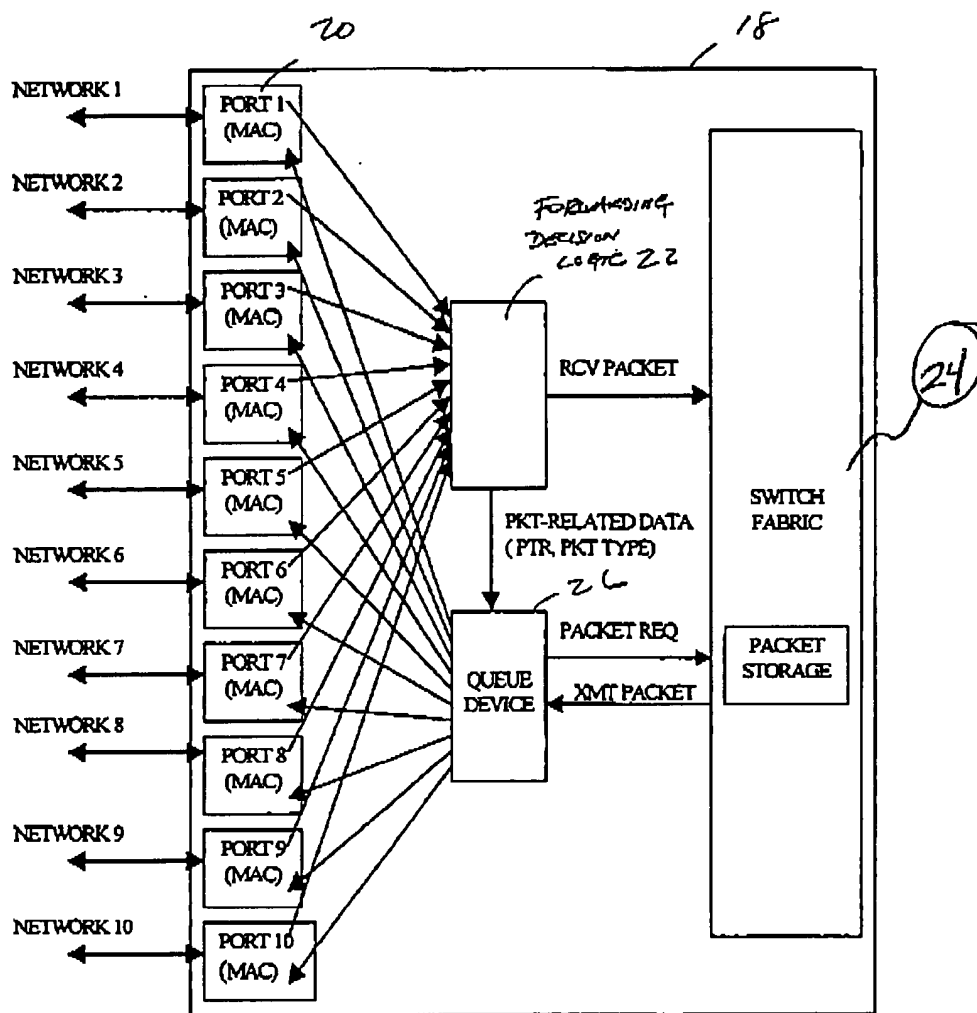 20
18
NETWORK 1
PORT 1
(MAC)
NETWORK 2
PORT 2
(MAC)
NETWORK 3
PORT 3
(MAC)
NETWORK 4
PORT 4
(MAC)
NETWORK 5
PORT 5
(MAC)
NETWORK 6
PORT 6
(MAC)
NETWORK 7
PORT 7
(MAC)
NETWORK 8
PORT 8
(MAC)
NETWORK 9
PORT 9
(MAC)
NETWORK 10
PORT 10
(MAC)
FORWARDING
DECISION
LOGIC 22
RCV PACKET
24
SWITCH
FABRIC
PKT-RELATED DATA
( PTR, PKT TYPE)
26
PACKET REQ
QUEUE
DEVICE
XMT PACKET
PACKET
STORAGE